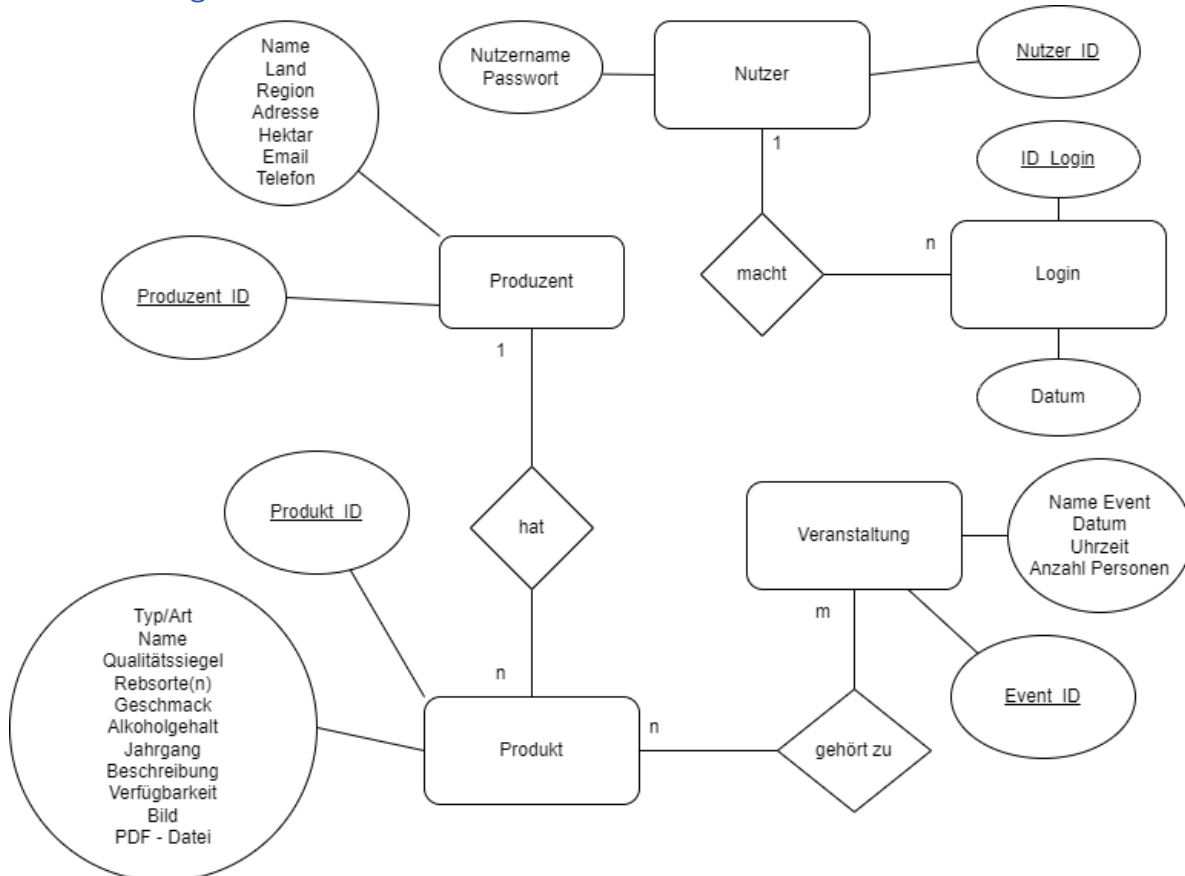 Name
Land
Region
Adresse
Hektar
Email
Telefon
Nutzername
Passwort
Nutzer
Nutzer_ID
1
ID_Login
macht
n
Login
Datum
Produzent_ID
Produzent
1
hat
n
Produkt_ID
Typ/Art
Name
Qualitätssiegel
Rebsorte(n)
Geschmack
Alkoholgehalt
Jahrgang
Beschreibung
Verfügbarkeit
Bild
PDF - Datei
Produkt
n
gehört zu
m
Veranstaltung
Name Event
Datum
Uhrzeit
Anzahl Personen
Event_ID